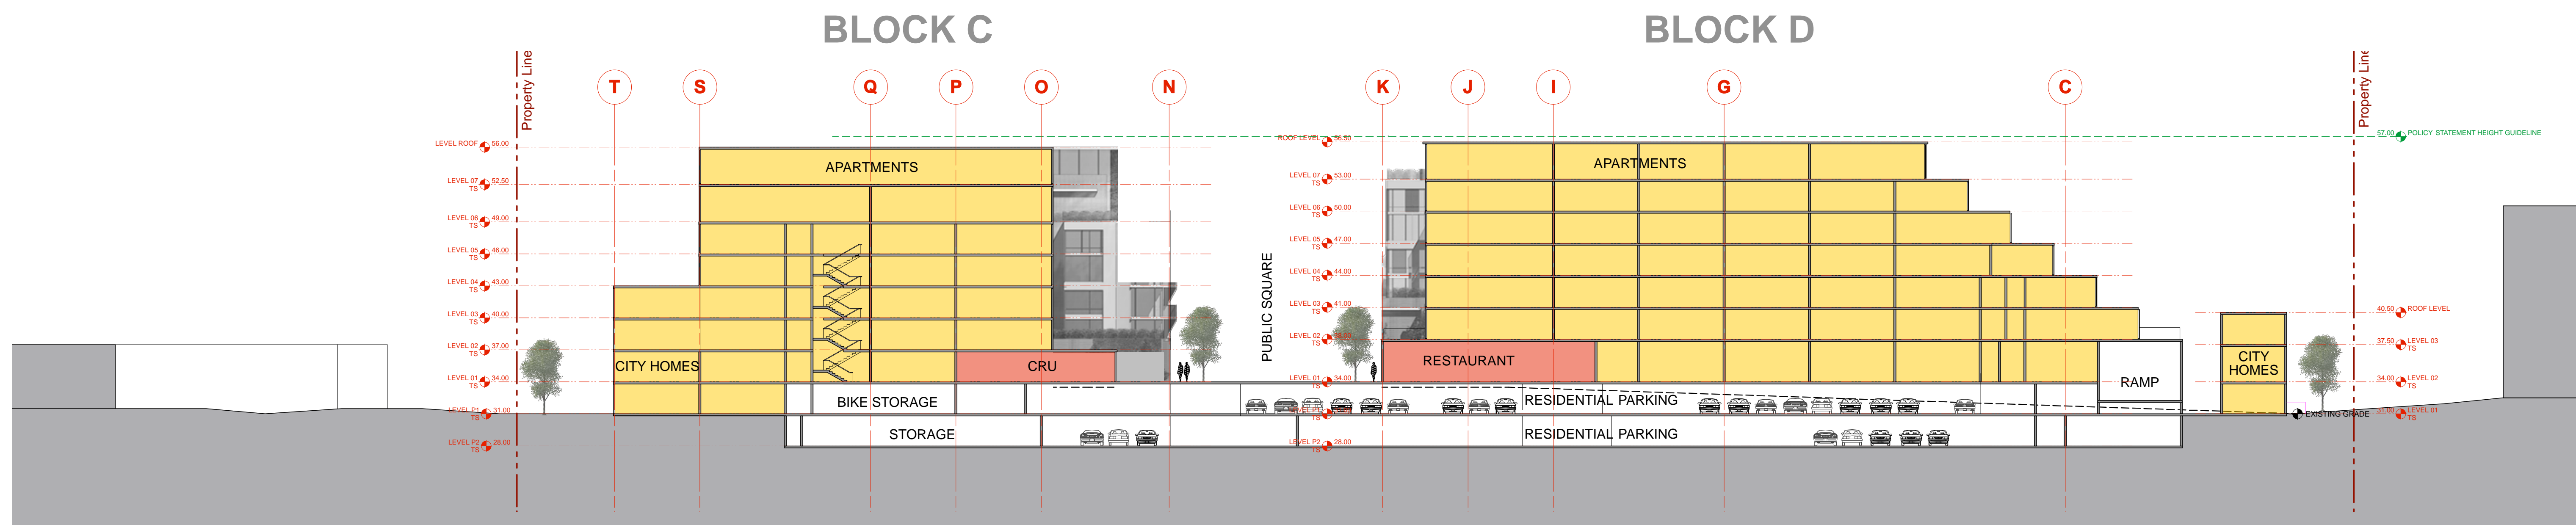 BLOCK C
BLOCK D
Property Line
T
S
Q
P
O
N
K
J
I
G
C
Property Line
57.00 POLICY STATEMENT HEIGHT GUIDELINE
LEVEL ROOF 56.00
LEVEL 07 52.50
TS
LEVEL 06 49.00
TS
LEVEL 05 46.00
TS
LEVEL 04 43.00
TS
LEVEL 03 40.00
TS
LEVEL 02 37.00
TS
LEVEL 01 34.00
TS
LEVEL P1 31.00
TS
LEVEL P2 28.00
TS
APARTMENTS
CITY HOMES
CRU
BIKE STORAGE
STORAGE
PUBLIC SQUARE
ROOF LEVEL 56.50
LEVEL 07 53.00
TS
LEVEL 06 50.00
TS
LEVEL 05 47.00
TS
LEVEL 04 44.00
TS
LEVEL 03 41.00
TS
LEVEL 02
TS
LEVEL 01 34.00
TS
LEVEL P2 28.00
TS
APARTMENTS
RESTAURANT
RESIDENTIAL PARKING
RESIDENTIAL PARKING
RAMP
CITY
HOMES
EXISTING GRADE
40.50 ROOF LEVEL
37.50 LEVEL 03
TS
34.00 LEVEL 02
TS
31.00 LEVEL 01
TS